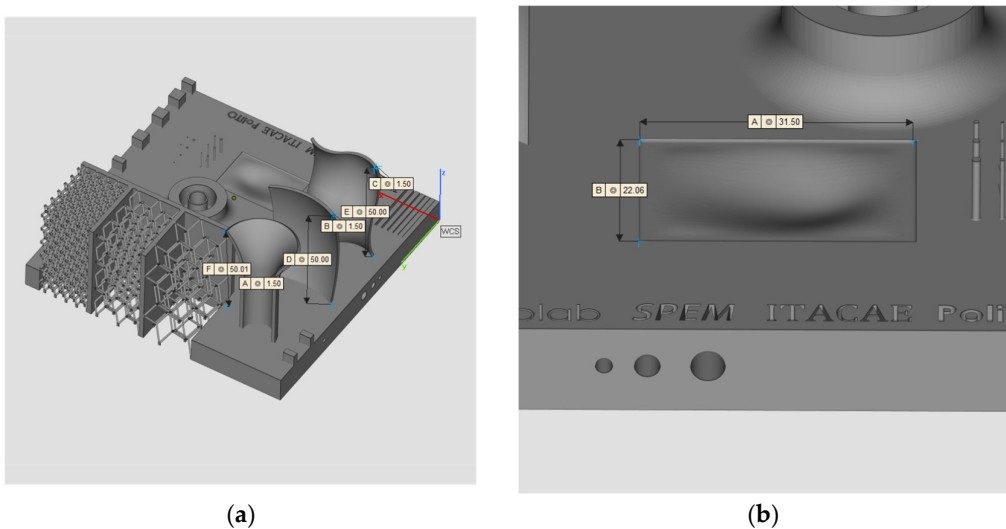 M ITACAE PoliTO
z
C 1.50
E 50.00
B 1.50
WCS
y
D 50.00
F 50.01
A 1.50
(a)
A 31.50
B 22.06
olab SPEM ITACAE Poli
(b)